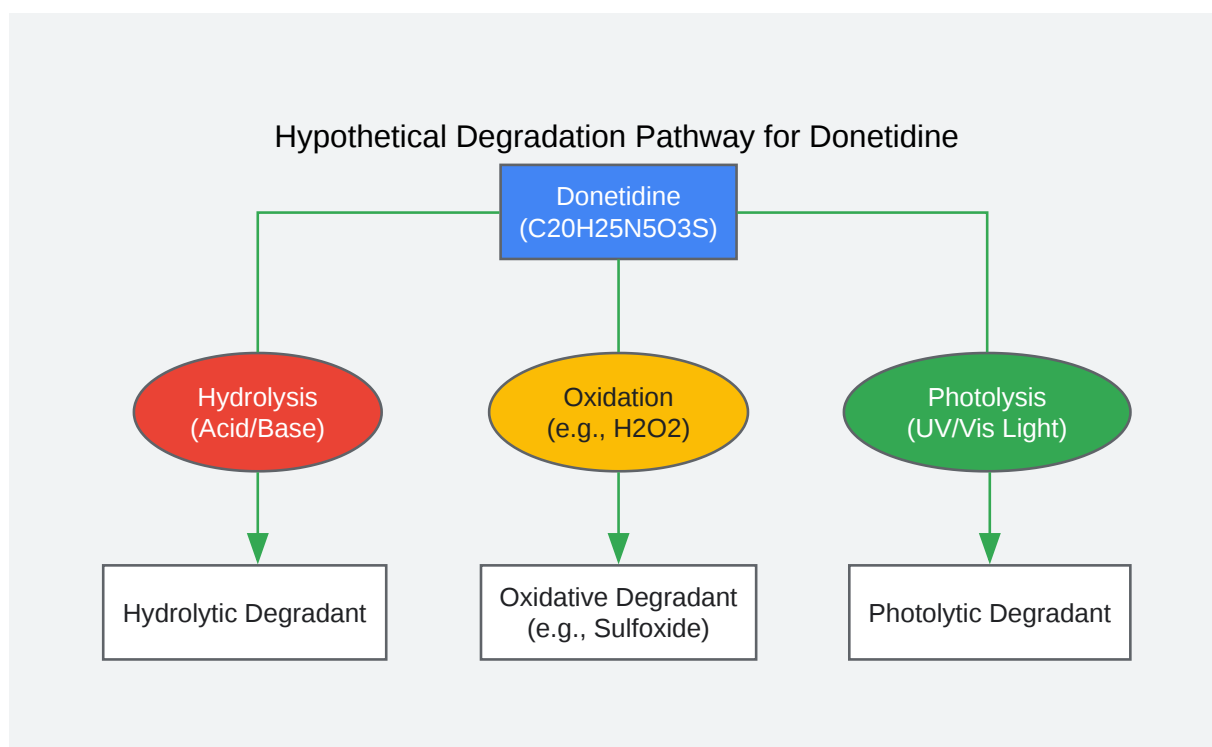 Hypothetical Degradation Pathway for Donetidine
Donetidine
(C20H25N5O3S)
Hydrolysis
(Acid/Base)
Oxidation
(e.g., H2O2)
Photolysis
(UV/Vis Light)
Hydrolytic Degradant
Oxidative Degradant
(e.g., Sulfoxide)
Photolytic Degradant